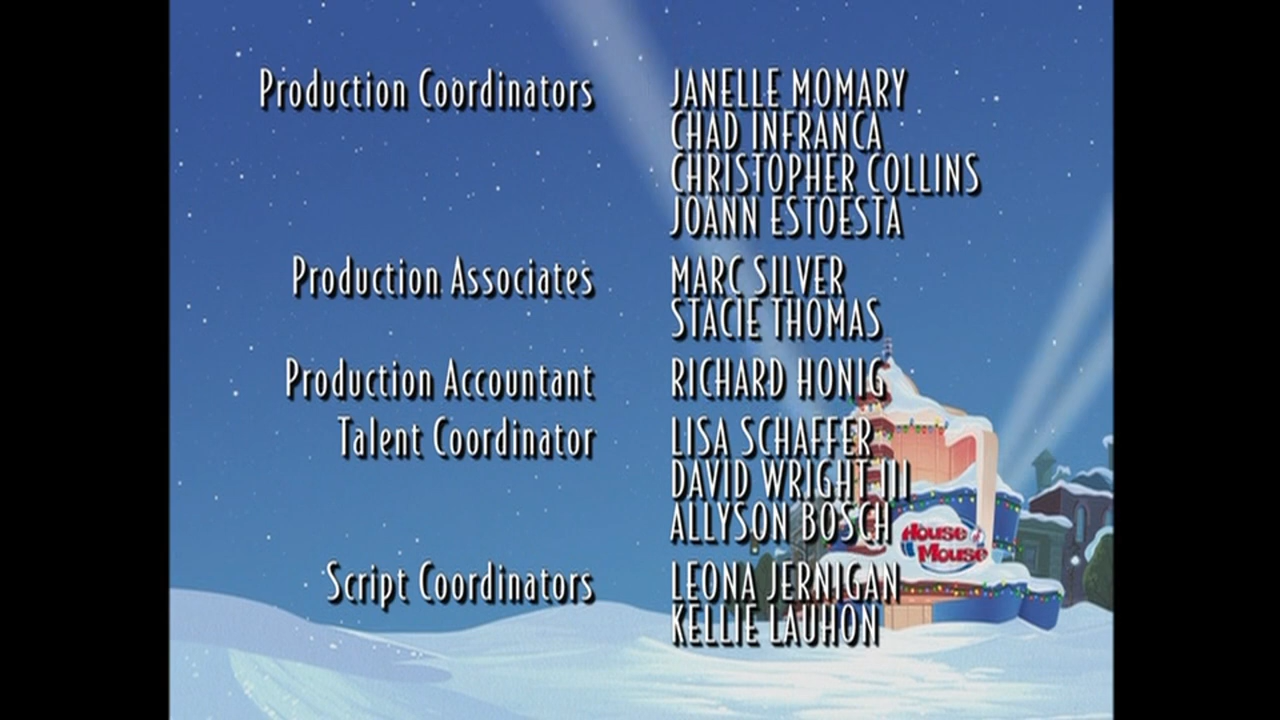 Production Coordinators JANELLE MOMARY
CHAD INFRANCA
CHRISTOPHER COLLINS
JOANN ESTOESTA
Production Associates MARC SILVER
STACIE THOMAS
Production Accountant RICHARD HONIG
Talent Coordinator LISA SCHAFFER
DAVID WRIGHT III
ALLYSON BOSCH
Script Coordinators LEONA JERNIGAN
KELLIE LAUHON
House
Mouse